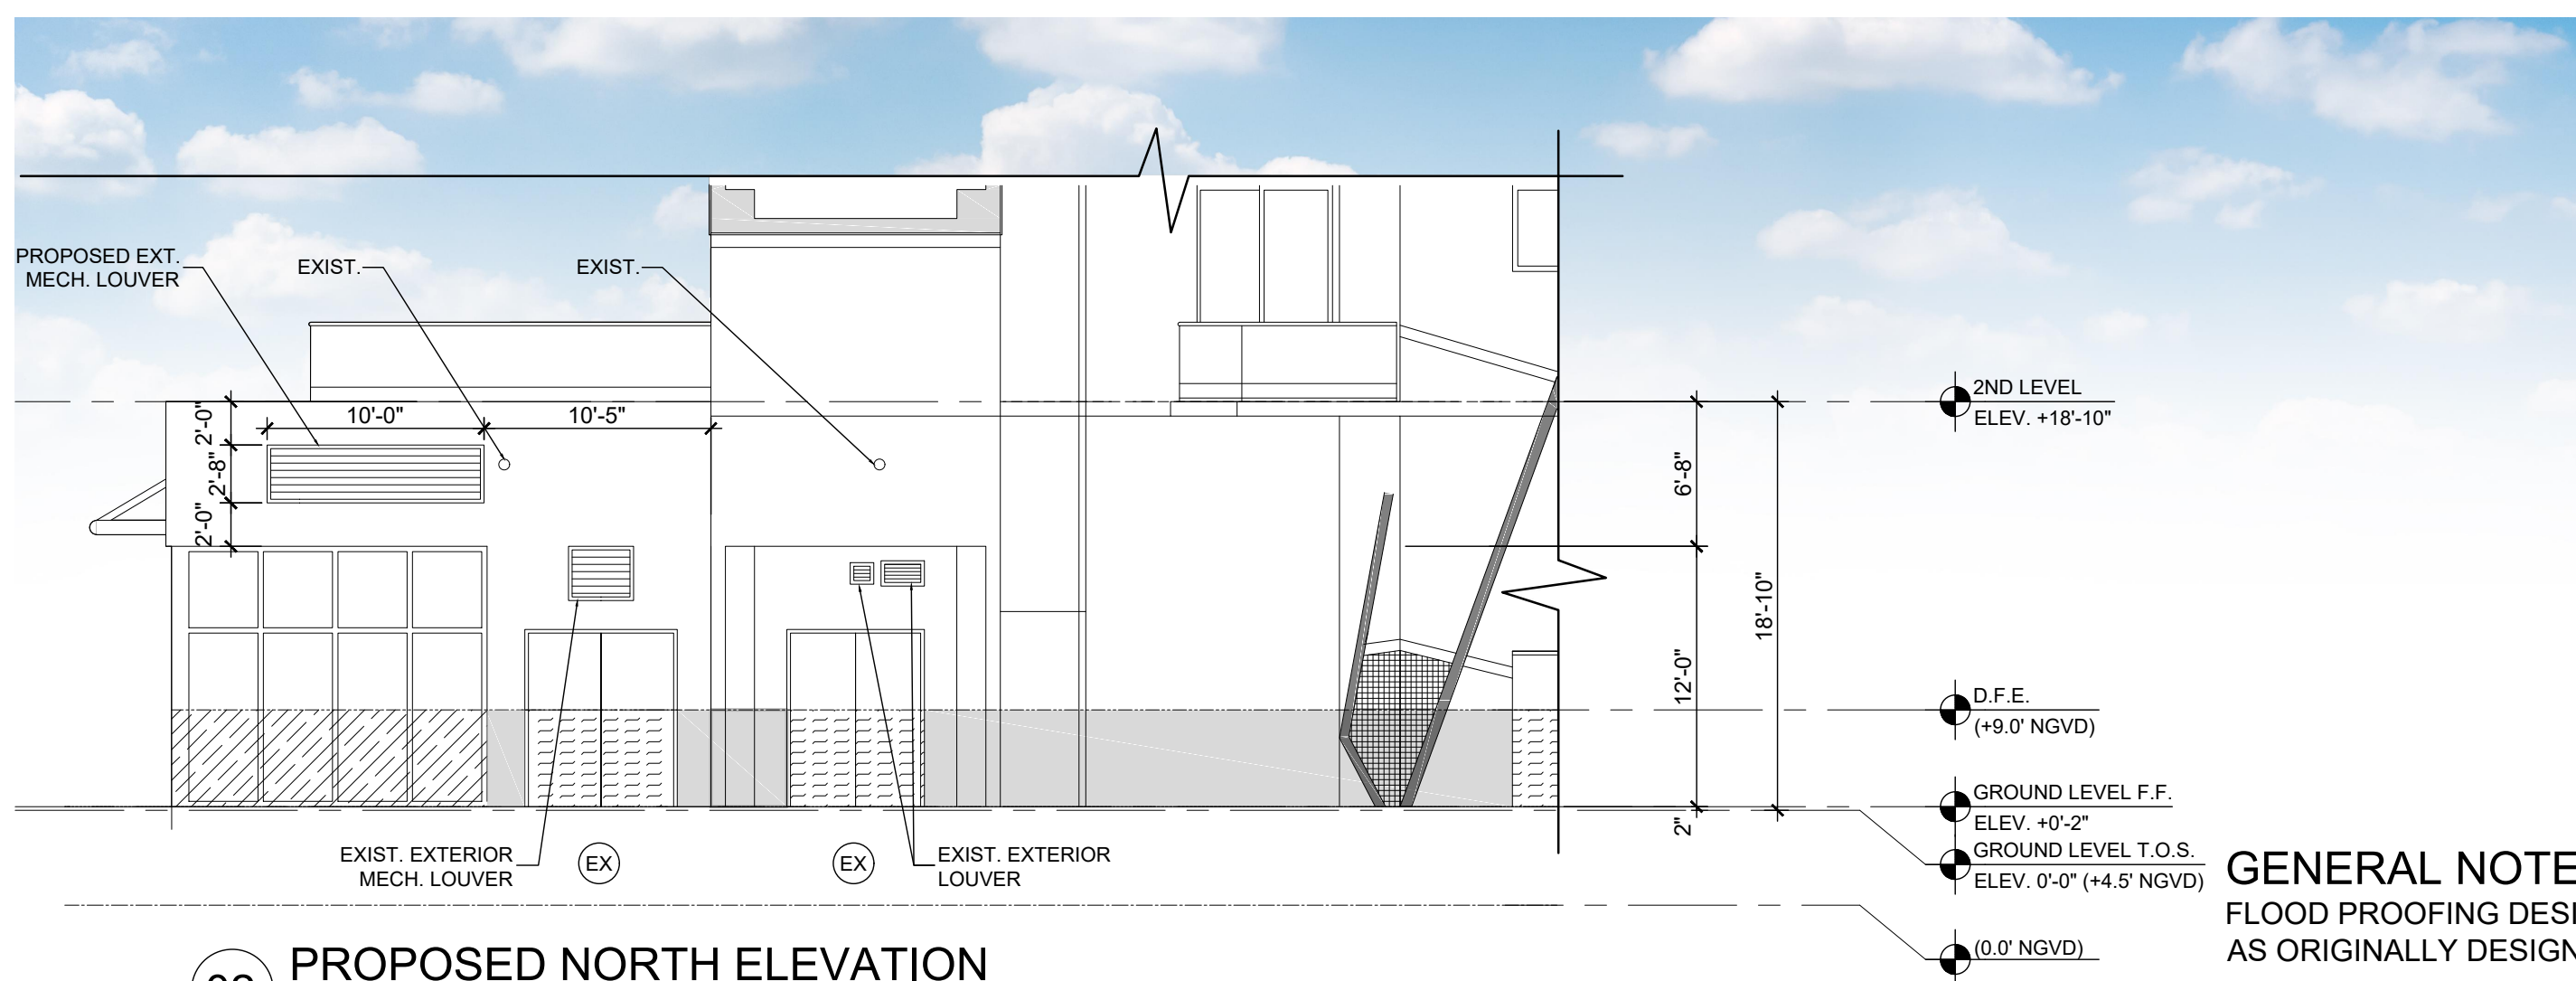 PROPOSED EXT.
MECH. LOUVER
EXIST.
EXIST.
2'-0"
10'-0"
10'-5"
2'-8"
2'-0"
2ND LEVEL
ELEV. +18'-10"
6'-8"
18'-10"
12'-0"
D.F.E.
(+9.0' NGVD)
GROUND LEVEL F.F.
ELEV. +0'-2"
2"
GROUND LEVEL T.O.S.
ELEV. 0'-0" (+4.5' NGVD)
EXIST. EXTERIOR
MECH. LOUVER
EX
EX
EXIST. EXTERIOR
LOUVER
(0.0' NGVD)
GENERAL NOTE
FLOOD PROOFING DESI
AS ORIGINALLY DESIGN
PROPOSED NORTH ELEVATION